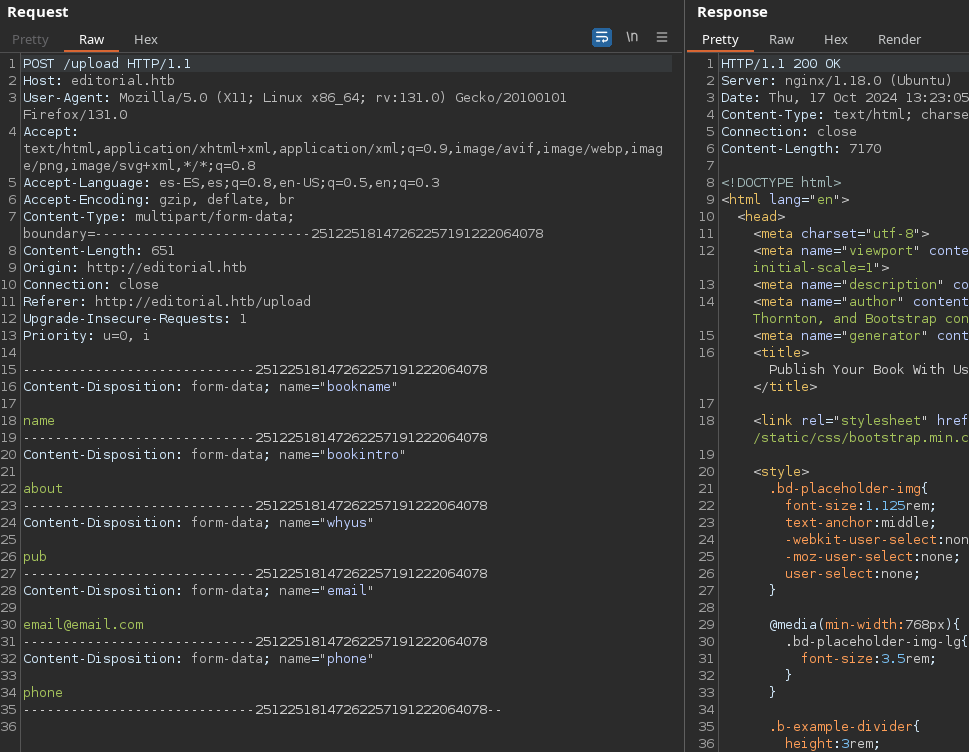 Request
Pretty Raw Hex
\n
1 POST /upload HTTP/1.1
2 Host: editorial.htb
3 User-Agent: Mozilla/5.0 (X11; Linux x86_64; rv:131.0) Gecko/20100101
Firefox/131.0
4 Accept:
text/html,application/xhtml+xml,application/xml;q=0.9,image/avif,image/webp,imag
e/png,image/svg+xml,*/*;q=0.8
5 Accept-Language: es-ES,es;q=0.8,en-US;q=0.5,en;q=0.3
6 Accept-Encoding: gzip, deflate, br
7 Content-Type: multipart/form-data;
boundary=---------------------------251225181472622571912220​64078
8 Content-Length: 651
9 Origin: http://editorial.htb
10 Connection: close
11 Referer: http://editorial.htb/upload
12 Upgrade-Insecure-Requests: 1
13 Priority: u=0, i
14
15 -----------------------------25122518147262257191222064078
16 Content-Disposition: form-data; name="bookname"
17
18 name
19 -----------------------------25122518147262257191222064078
20 Content-Disposition: form-data; name="bookintro"
21
22 about
23 -----------------------------25122518147262257191222064078
24 Content-Disposition: form-data; name="whyus"
25
26 pub
27 -----------------------------25122518147262257191222064078
28 Content-Disposition: form-data; name="email"
29
30 email@email.com
31 -----------------------------25122518147262257191222064078
32 Content-Disposition: form-data; name="phone"
33
34 phone
35 -----------------------------25122518147262257191222064078--
36
Response
Pretty Raw Hex Render
1 HTTP/1.1 200 OK
2 Server: nginx/1.18.0 (Ubuntu)
3 Date: Thu, 17 Oct 2024 13:23:05
4 Content-Type: text/html; charse
5 Connection: close
6 Content-Length: 7170
7
8 <!DOCTYPE html>
9 <html lang="en">
10 <head>
11 <meta charset="utf-8">
12 <meta name="viewport" conte
initial-scale=1">
13 <meta name="description" co
14 <meta name="author" content
Thornton, and Bootstrap con
15 <meta name="generator" cont
16 <title>
Publish Your Book With Us
</title>
17
18 <link rel="stylesheet" href
/static/css/bootstrap.min.c
19
20 <style>
21 .bd-placeholder-img{
22 font-size:1.125rem;
23 text-anchor:middle;
24 -webkit-user-select:non
25 -moz-user-select:none;
26 user-select:none;
27 }
28
29 @media(min-width:768px){
30 .bd-placeholder-img-lg{
31 font-size:3.5rem;
32 }
33 }
34
35 .b-example-divider{
36 height:3rem;